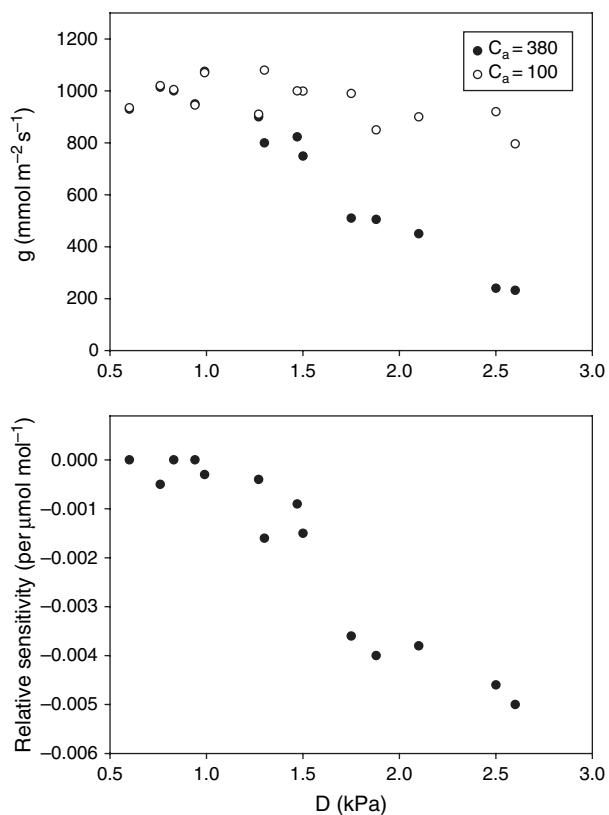 1200
1000
800
600
400
200
0
g (mmol m⁻² s⁻¹)
Cₐ = 380
Cₐ = 100
0.5 1.0 1.5 2.0 2.5 3.0
0.000
−0.001
−0.002
−0.003
−0.004
−0.005
−0.006
Relative sensitivity (per µmol mol⁻¹)
0.5 1.0 1.5 2.0 2.5 3.0
D (kPa)